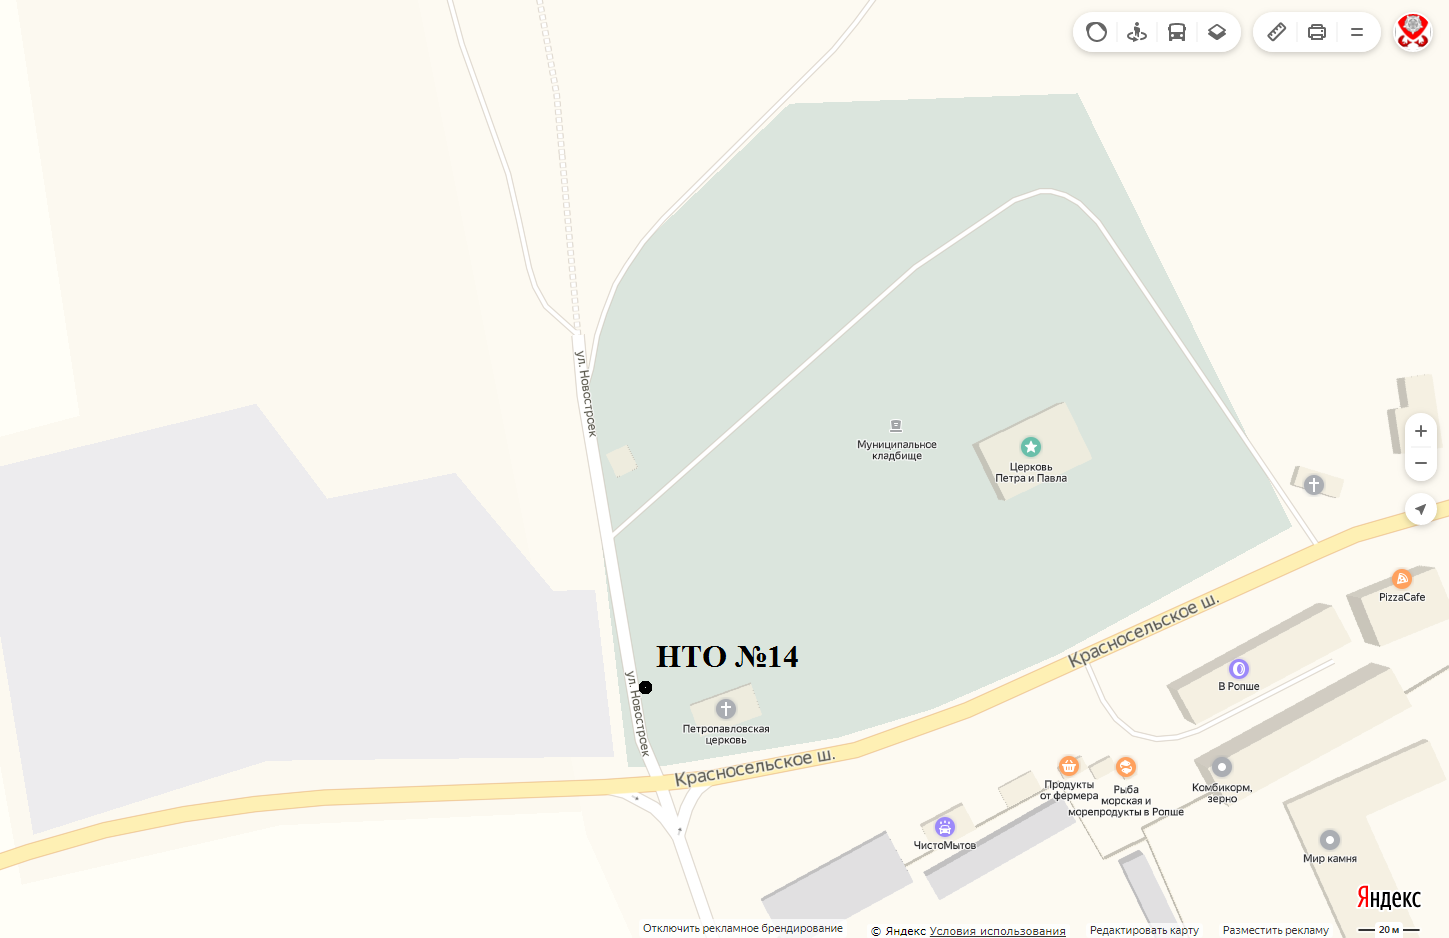 ул. Новостроек
Муниципальное
кладбище
Церковь
Петра и Павла
PizzaCafe
Красносельское ш.
НТО №14
В Ропше
ул. Новостроек
Петропавловская
церковь
Красносельское ш.
Продукты
от фермера
Рыба
морская и
морепродукты в Ропше
Комбикорм,
зерно
ЧистоМытов
Мир камня
Яндекс
Отключить рекламное брендирование
© Яндекс Условия использования
Редактировать карту
Разместить рекламу
20 м